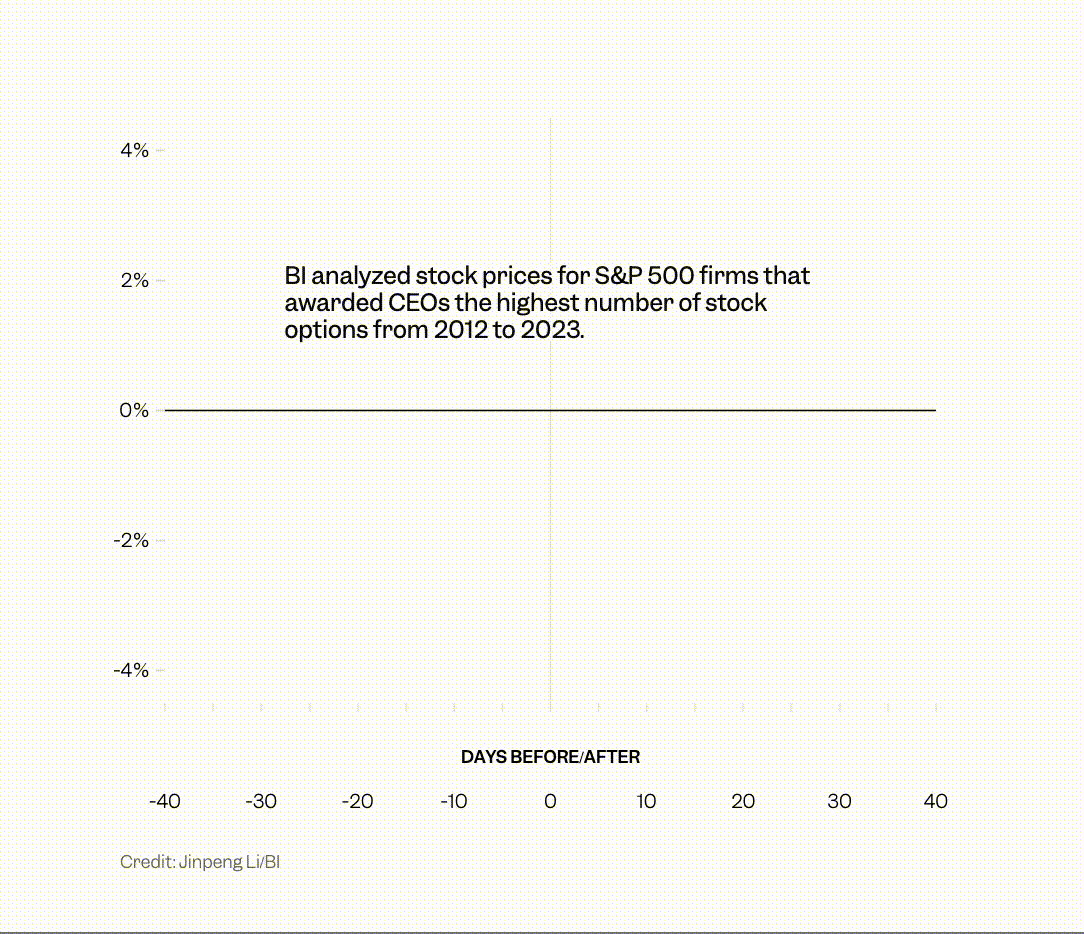 4%
2%
BI analyzed stock prices for S&P 500 firms that
awarded CEOs the highest number of stock
options from 2012 to 2023.
0%
-2%
-4%
DAYS BEFORE/AFTER
-40 -30 -20 -10 0 10 20 30 40
Credit: Jinpeng Li/BI